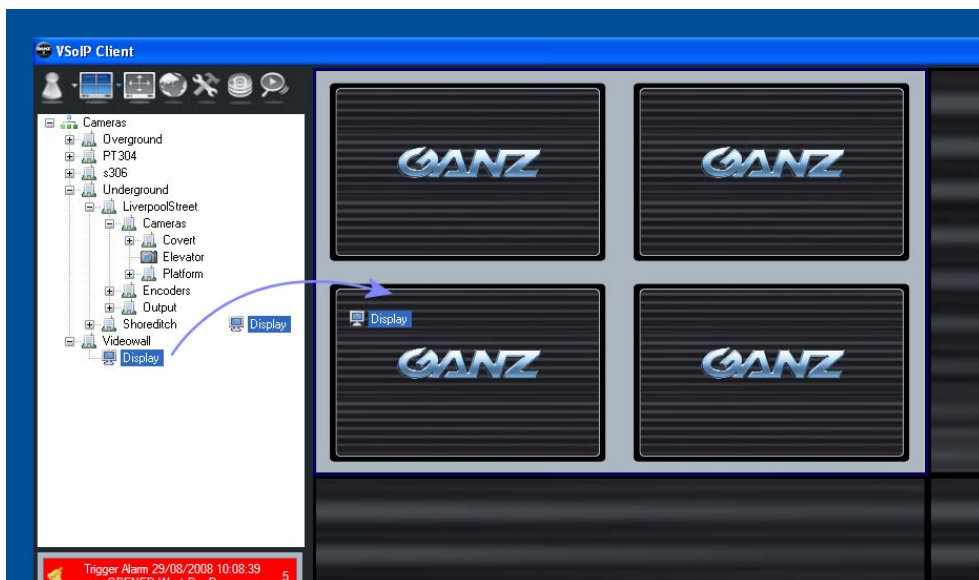 VSoIP Client
Cameras
Overground
PT304
s306
Underground
LiverpoolStreet
Cameras
Covert
Elevator
Platform
Encoders
Output
Shoreditch
Display
Videowall
Display
GANZ
GANZ
Display
GANZ
GANZ
Trigger Alarm 29/08/2008 10:08:39
5